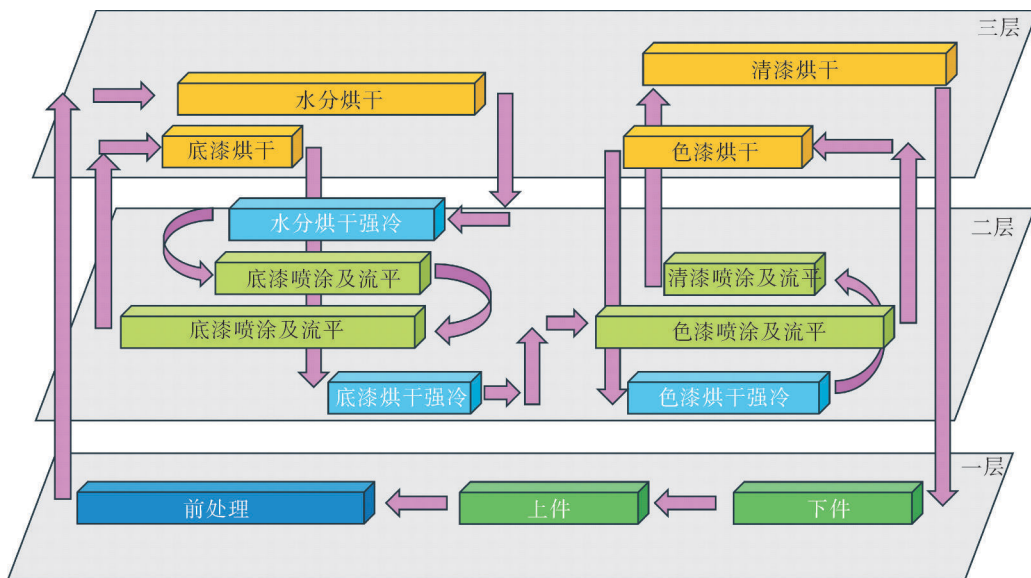 三层
清漆烘干
水分烘干
底漆烘干
色漆烘干
二层
水分烘干强冷
底漆喷涂及流平
清漆喷涂及流平
底漆喷涂及流平
色漆喷涂及流平
底漆烘干强冷
色漆烘干强冷
一层
前处理
上件
下件